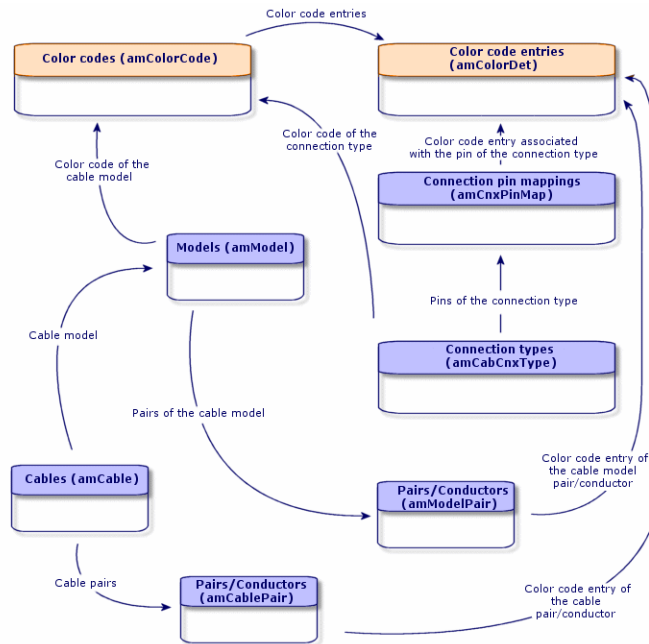 Color code entries
Color codes (amColorCode)
Color code entries
(amColorDet)
Color code of the
connection type
Color code entry associated
with the pin of the connection type
Color code of the
cable model
Connection pin mappings
(amCnxPinMap)
Models (amModel)
Pins of the connection type
Cable model
Connection types
(amCabCnxType)
Pairs of the cable model
Color code entry of
the cable model
pair/conductor
Cables (amCable)
Pairs/Conductors
(amModelPair)
Cable pairs
Pairs/Conductors
(amCablePair)
Color code entry of
the cable
pair/conductor